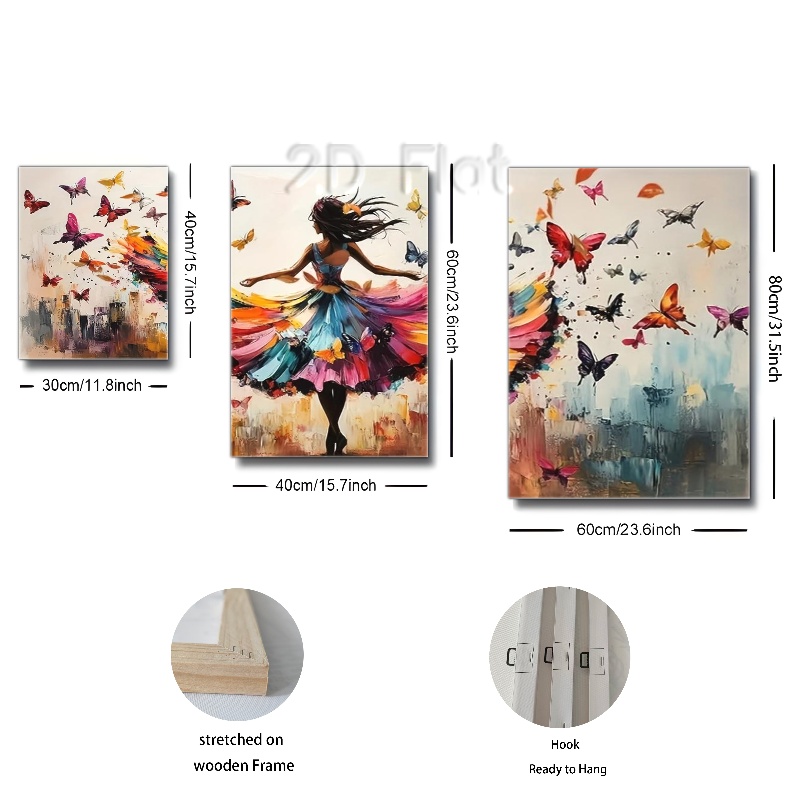 2D Flat
40cm/15.7inch
30cm/11.8inch
60cm/23.6inch
40cm/15.7inch
80cm/31.5inch
60cm/23.6inch
stretched on
wooden Frame
Hook
Ready to Hang